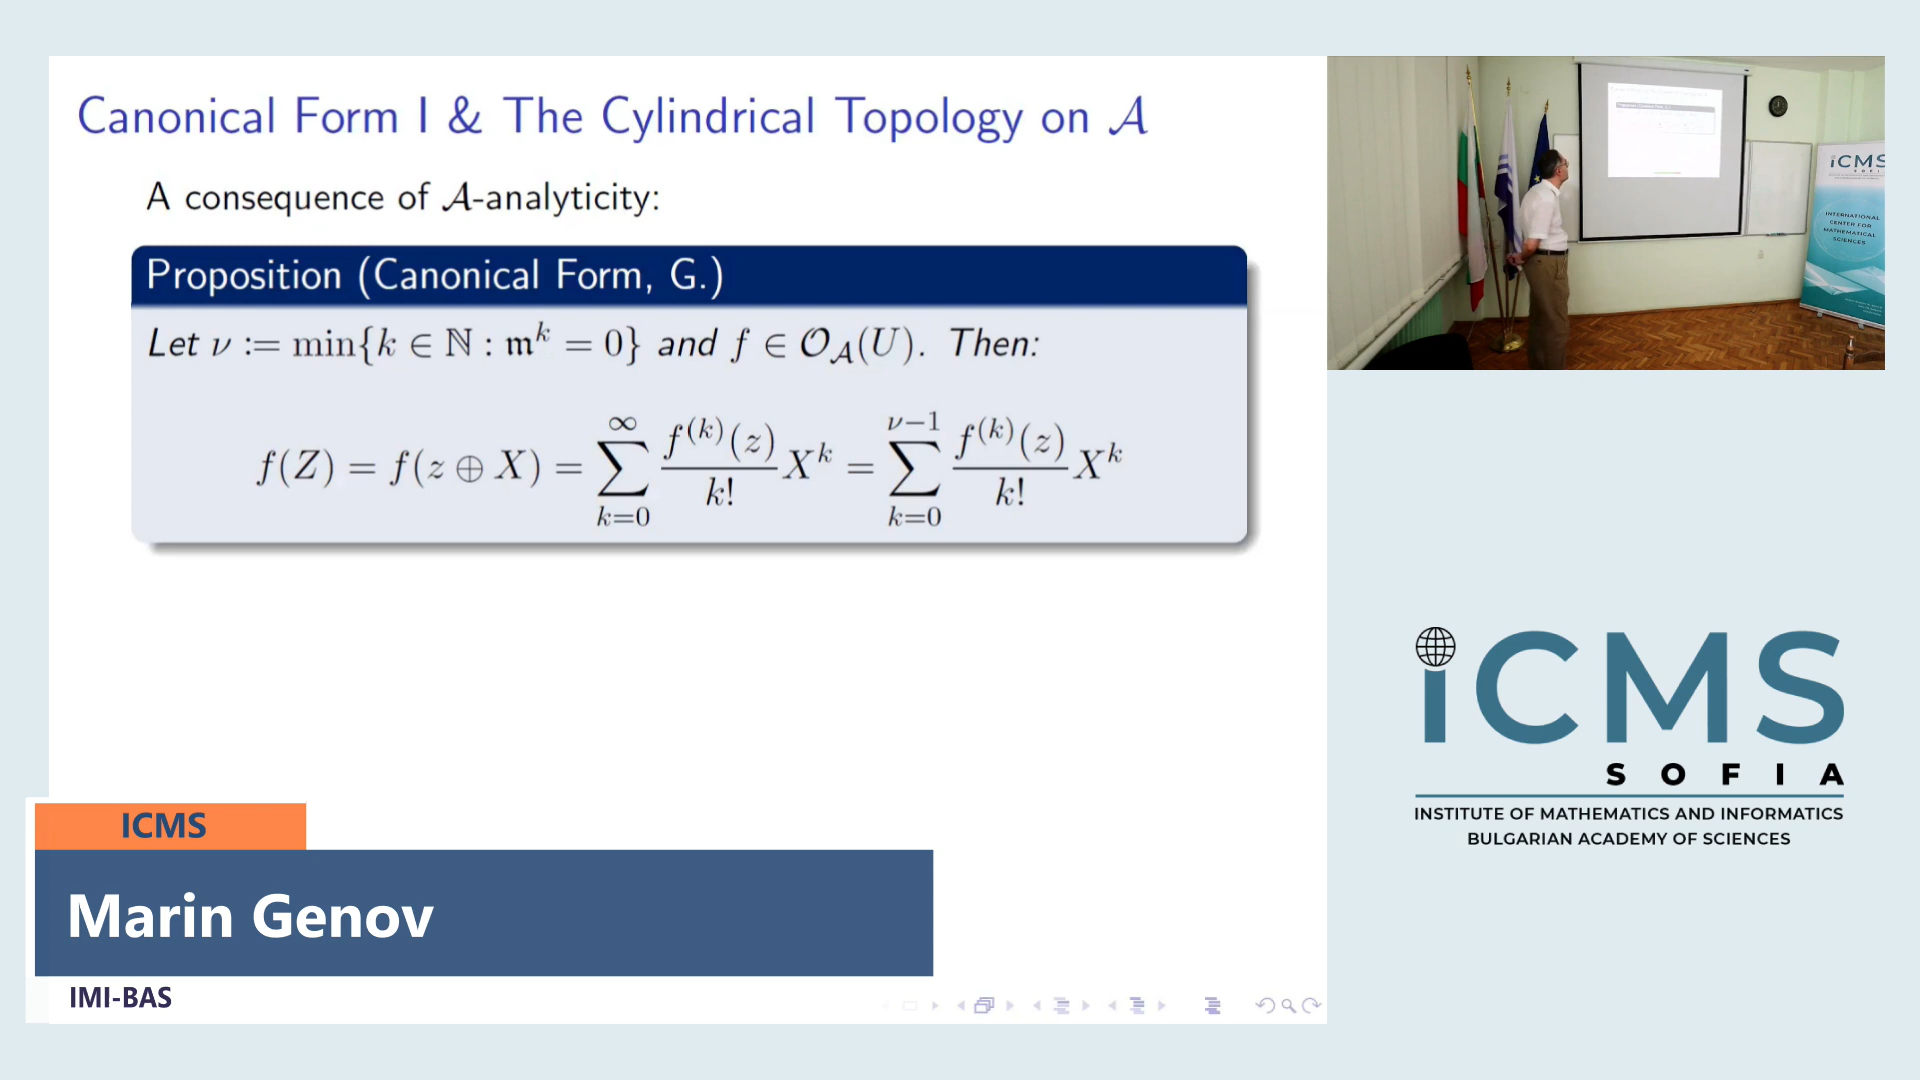 Canonical Form I & The Cylindrical Topology on 𝒜
A consequence of 𝒜-analyticity:
Proposition (Canonical Form, G.)
Let ν := min{k ∈ ℕ : 𝔪^k = 0} and f ∈ 𝒪_𝒜(U). Then:
f(Z) = f(z ⊕ X) = ∑_{k=0}^{∞} f^{(k)}(z)/k! X^k = ∑_{k=0}^{ν−1} f^{(k)}(z)/k! X^k
ICMS
Marin Genov
IMI-BAS
iCMS
INTERNATIONAL
CENTER FOR
MATHEMATICAL
SCIENCES
iCMS
SOFIA
INSTITUTE OF MATHEMATICS AND INFORMATICS
BULGARIAN ACADEMY OF SCIENCES